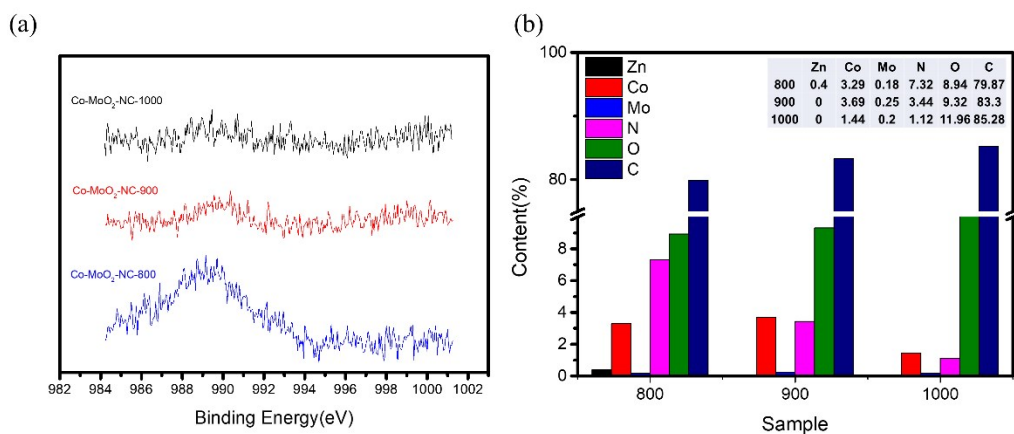 (a)
Co-MoO₂-NC-1000
Co-MoO₂-NC-900
Co-MoO₂-NC-800
982 984 986 988 990 992 994 996 998 1000 1002
Binding Energy(eV)
(b)
100
80
8
6
4
2
0
Content(%)
Zn
Co
Mo
N
O
C
Zn Co Mo N O C
800 0.4 3.29 0.18 7.32 8.94 79.87
900 0 3.69 0.25 3.44 9.32 83.3
1000 0 1.44 0.2 1.12 11.96 85.28
800 900 1000
Sample